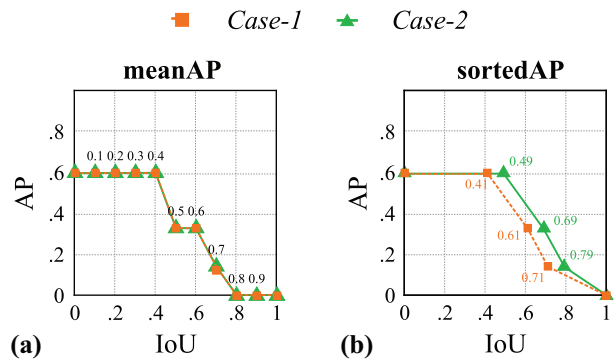 Case-1 Case-2
meanAP
AP
.8
.6
.4
.2
0
0.1 0.2 0.3 0.4
0.5 0.6
0.7
0.8 0.9
0 .2 .4 .6 .8 1
IoU
(a)
sortedAP
AP
.8
.6
.4
.2
0
0.49
0.41
0.69
0.61
0.79
0.71
0 .2 .4 .6 .8 1
IoU
(b)